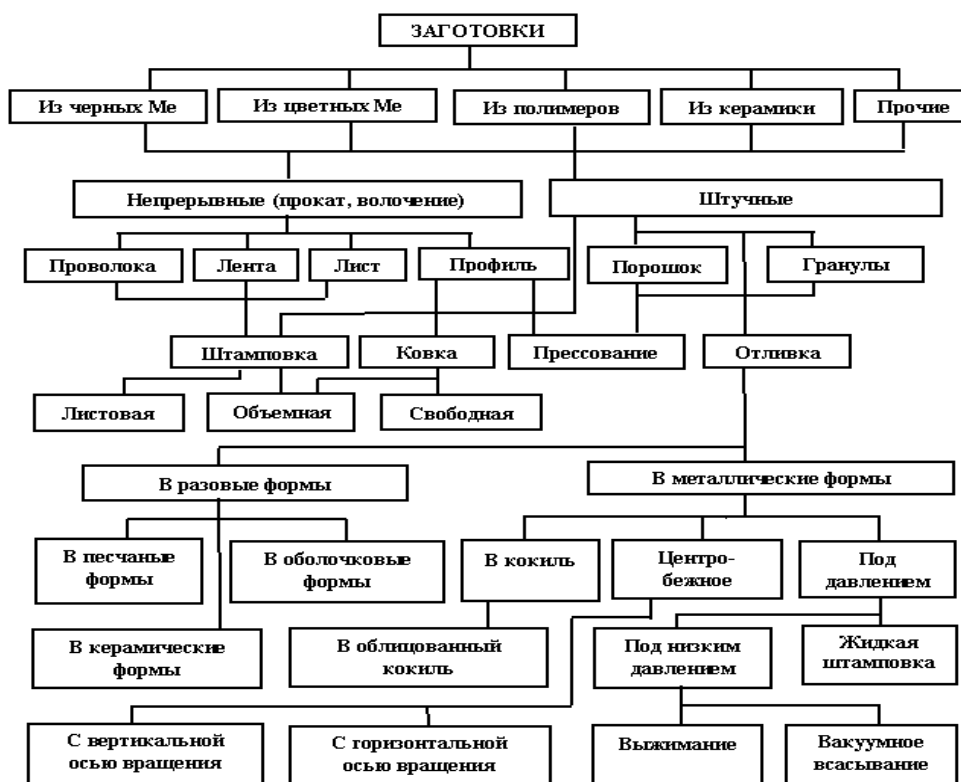 ЗАГОТОВКИ
Из черных Ме
Из цветных Ме
Из полимеров
Из керамики
Прочие
Непрерывные (прокат, волочение)
Штучные
Проволока
Лента
Лист
Профиль
Порошок
Гранулы
Штамповка
Ковка
Прессование
Отливка
Листовая
Объемная
Свободная
В разовые формы
В металлические формы
В песчаные
формы
В оболочковые
формы
В кокиль
Центро-
бежное
Под
давлением
В керамические
формы
В облицованный
кокиль
Под низким
давлением
Жидкая
штамповка
С вертикальной
осью вращения
С горизонтальной
осью вращения
Выжимание
Вакуумное
всасывание